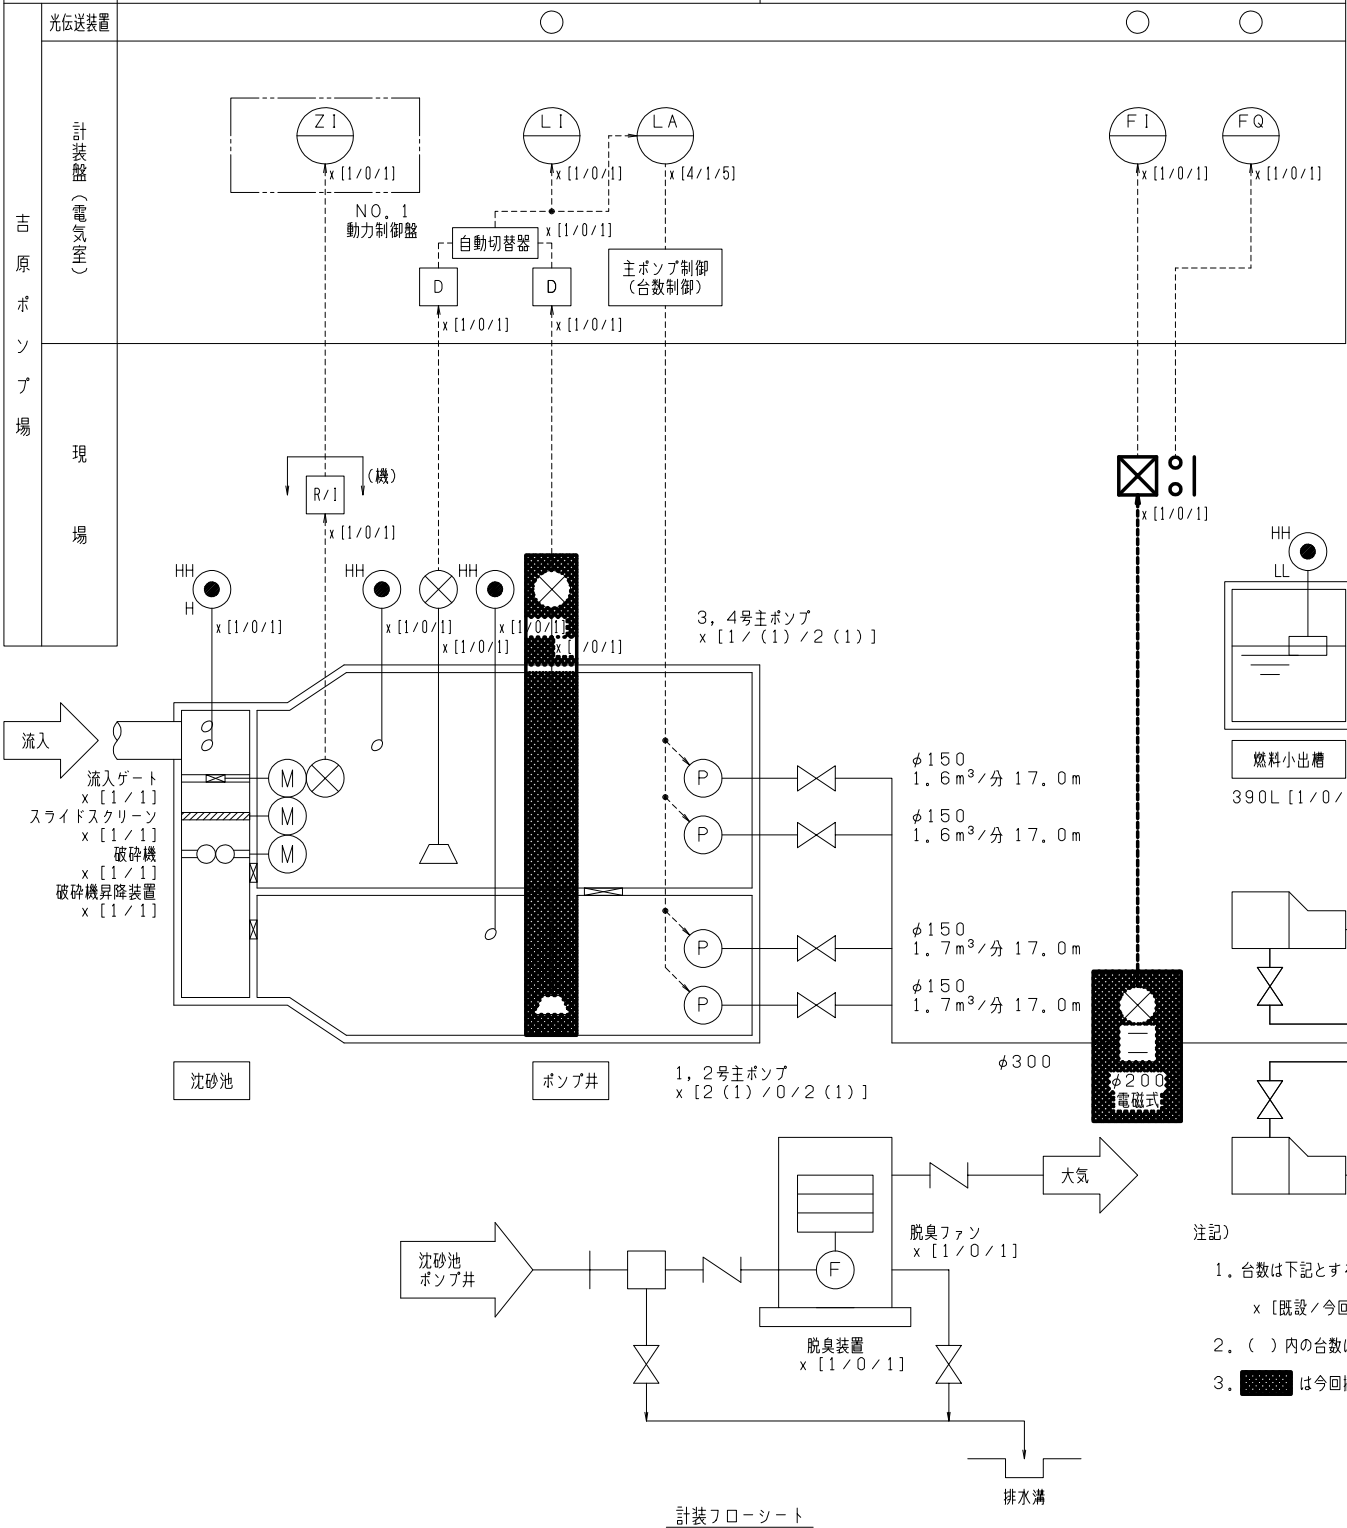 光伝送装置
吉原ポンプ場
計装盤（電気室）
現場
ZI
x [1/0/1]
NO. 1
動力制御盤
LI
x [1/0/1]
LA
x [4/1/5]
FI
x [1/0/1]
FQ
x [1/0/1]
自動切替器
x [1/0/1]
D
D
x [1/0/1]
x [1/0/1]
主ポンプ制御
（台数制御）
(機)
R/I
x [1/0/1]
x [1/0/1]
HH
H
x [1/0/1]
HH
x [1/0/1]
x [1/0/1]
HH
x [1/0/1]
x [1/0/1]
3, 4号主ポンプ
x [1/(1)/2(1)]
HH
LL
流入
流入ゲート
x [1/1]
スライドスクリーン
x [1/1]
破砕機
x [1/1]
破砕機昇降装置
x [1/1]
M
M
M
P
P
P
P
φ150
1.6m³/分 17.0m
φ150
1.6m³/分 17.0m
φ150
1.7m³/分 17.0m
φ150
1.7m³/分 17.0m
燃料小出槽
390L [1/0/
φ300
φ200
電磁式
沈砂池
ポンプ井
1, 2号主ポンプ
x [2(1)/0/2(1)]
大気
脱臭ファン
x [1/0/1]
沈砂池
ポンプ井
F
脱臭装置
x [1/0/1]
排水溝
注記)
1. 台数は下記とす
x [既設/今回
2. ( )内の台数
3. は今回
計装フローシート